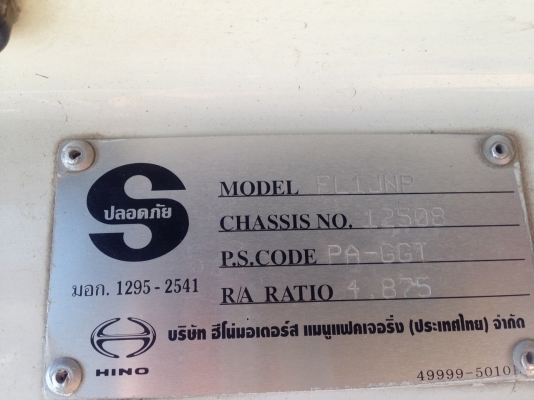 S
ปลอดภัย
มอก. 1295 - 2541
MODEL FL1JNP
CHASSIS NO. 12508
P.S.CODE PA-GGT
R/A RATIO 4.875
HINO
บริษัท ฮีโน่มอเตอร์ส แมนูแฟคเจอริ่ง (ประเทศไทย) จำกัด